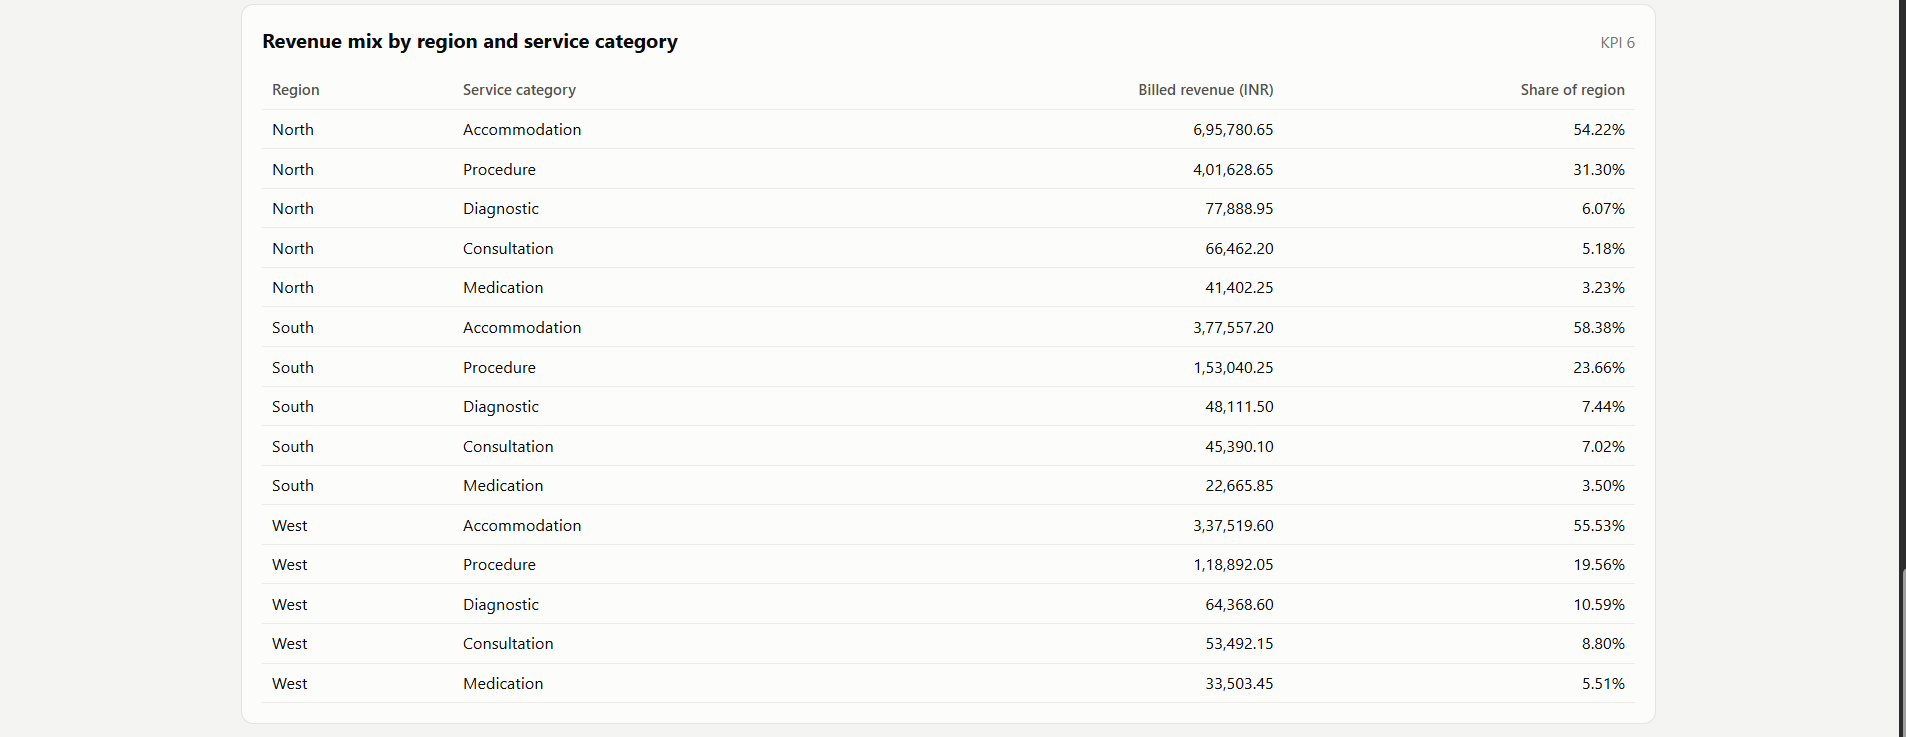 Revenue mix by region and service category KPI 6
Region Service category Billed revenue (INR) Share of region
North Accommodation 6,95,780.65 54.22%
North Procedure 4,01,628.65 31.30%
North Diagnostic 77,888.95 6.07%
North Consultation 66,462.20 5.18%
North Medication 41,402.25 3.23%
South Accommodation 3,77,557.20 58.38%
South Procedure 1,53,040.25 23.66%
South Diagnostic 48,111.50 7.44%
South Consultation 45,390.10 7.02%
South Medication 22,665.85 3.50%
West Accommodation 3,37,519.60 55.53%
West Procedure 1,18,892.05 19.56%
West Diagnostic 64,368.60 10.59%
West Consultation 53,492.15 8.80%
West Medication 33,503.45 5.51%